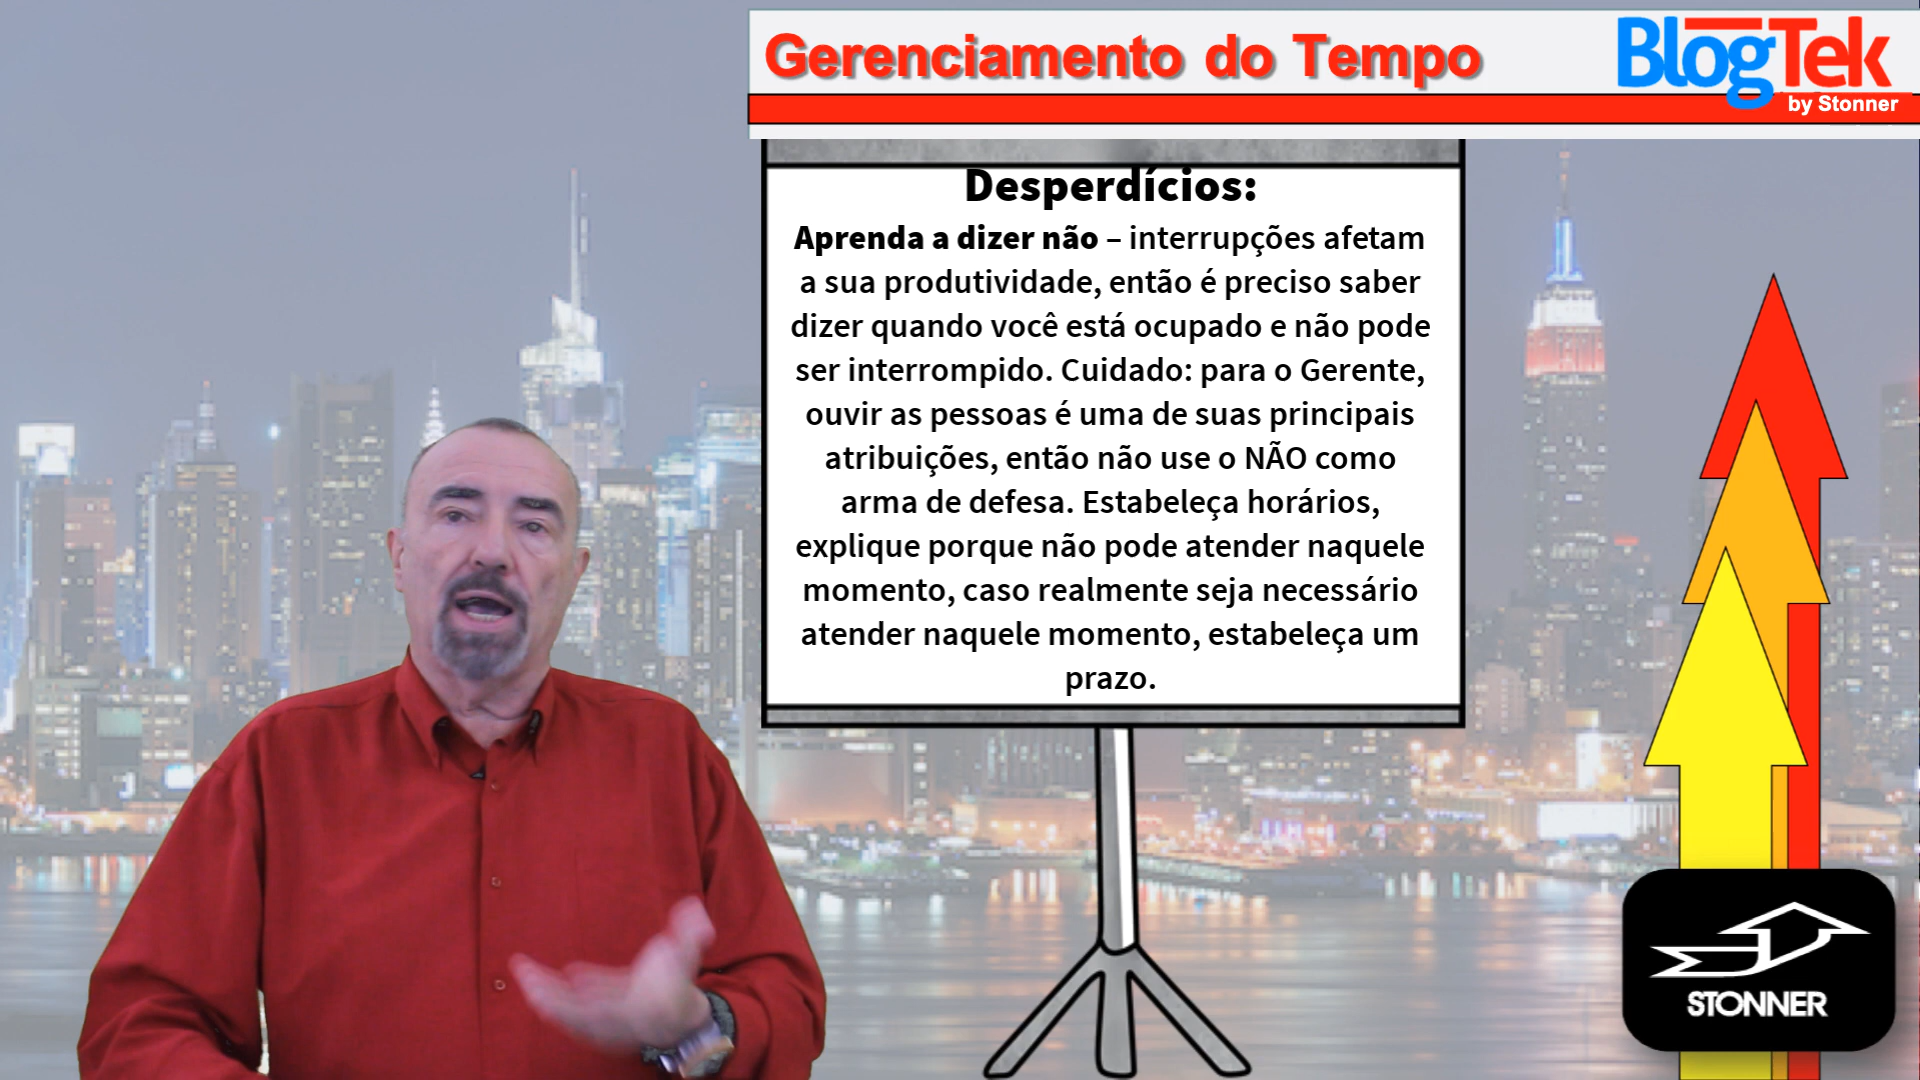 Gerenciamento do Tempo
BlogTek
by Stonner
Desperdícios:
Aprenda a dizer não – interrupções afetam
a sua produtividade, então é preciso saber
dizer quando você está ocupado e não pode
ser interrompido. Cuidado: para o Gerente,
ouvir as pessoas é uma de suas principais
atribuições, então não use o NÃO como
arma de defesa. Estabeleça horários,
explique porque não pode atender naquele
momento, caso realmente seja necessário
atender naquele momento, estabeleça um
prazo.
STONNER